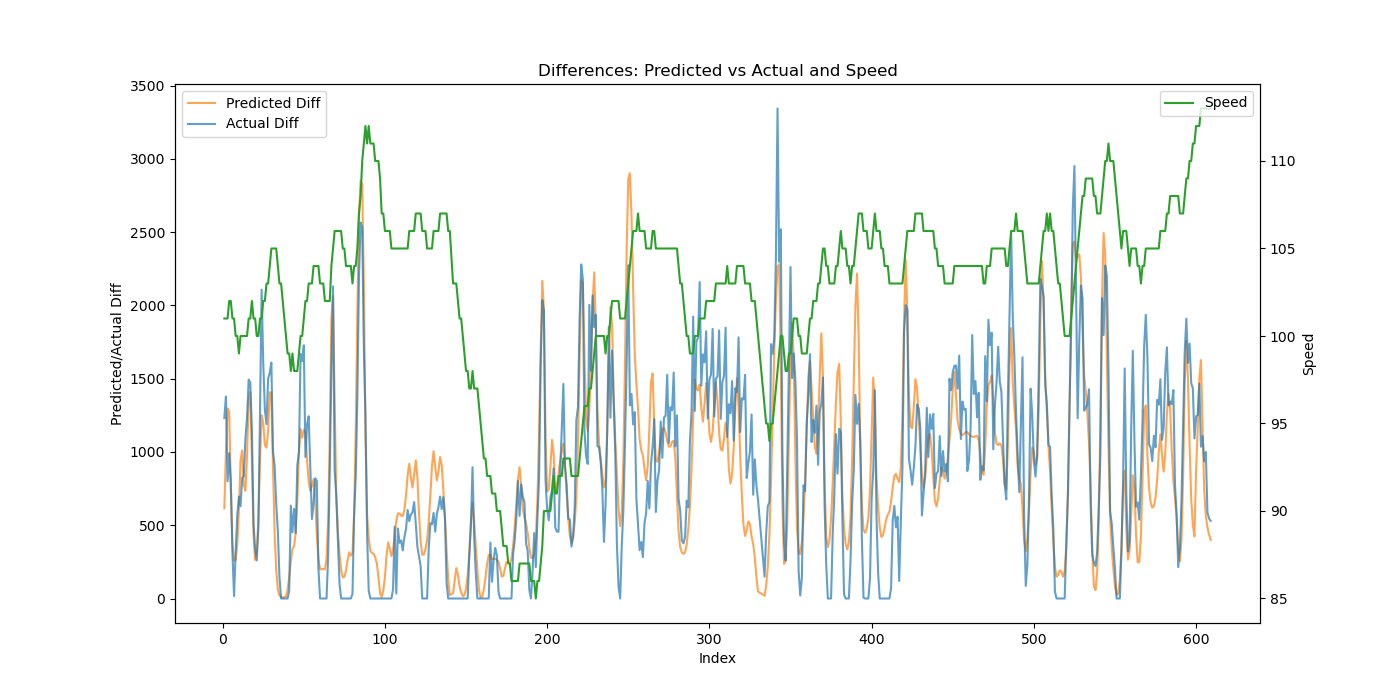 Differences: Predicted vs Actual and Speed
Predicted Diff
Actual Diff
Speed
3500
3000
2500
2000
1500
1000
500
0
Predicted/Actual Diff
110
105
100
95
90
85
Speed
0 100 200 300 400 500 600
Index